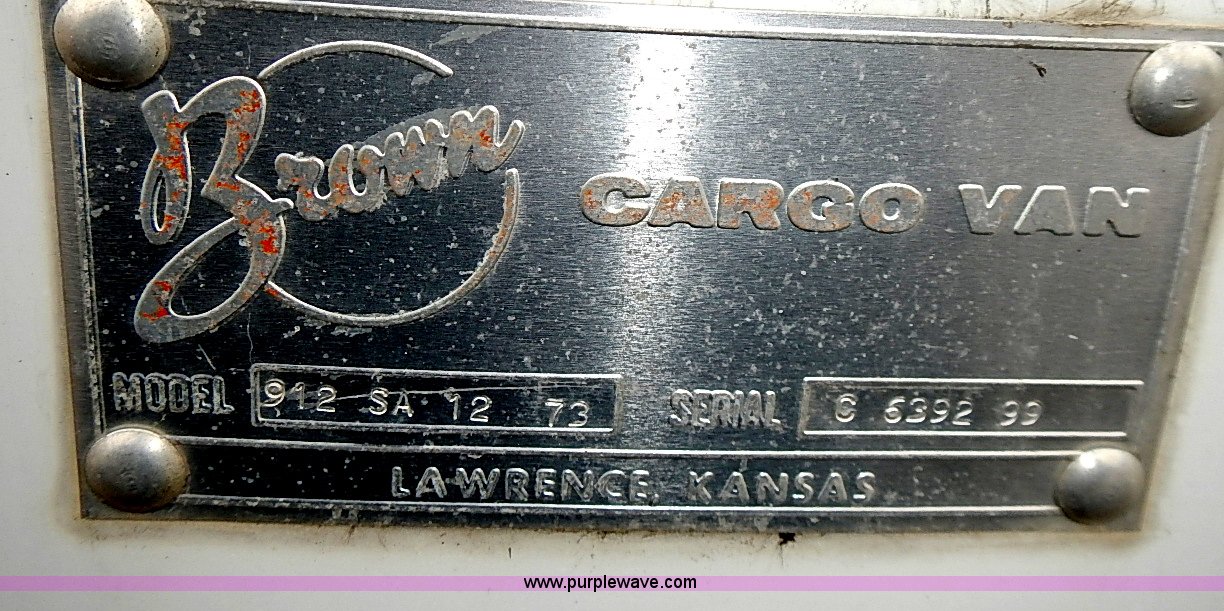 Brown CARGO VAN
MODEL 912 SA 12 73 SERIAL C 6392 99
LAWRENCE, KANSAS
www.purplewave.com